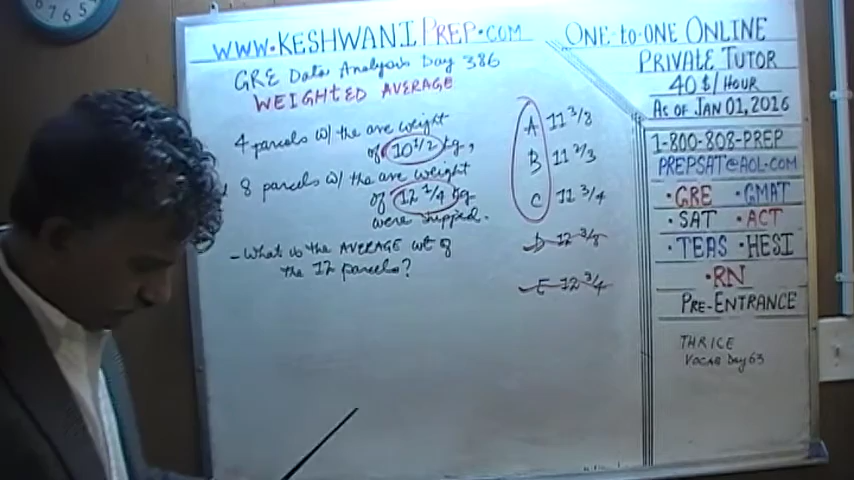 7 6 5
WWW.KESHWANIPREP.COM
GRE Data Analysis Day 386
WEIGHTED AVERAGE
4 parcels w/ the ave weight
of 10 1/2 kg,
8 parcels w/ the ave weight
of 12 1/4 kg
were shipped.
- What is the AVERAGE wt of
the 12 parcels?
A 11 3/8
B 11 2/3
C 11 3/4
D 12 3/8
E 12 3/4
ONE-TO-ONE ONLINE
PRIVATE TUTOR
40 $/HOUR
AS OF JAN 01, 2016
1-800-808-PREP
PREPSAT@AOL.COM
•GRE •GMAT
•SAT •ACT
•TEAS •HESI
•RN
PRE-ENTRANCE
THRICE
VOCAB Day 63